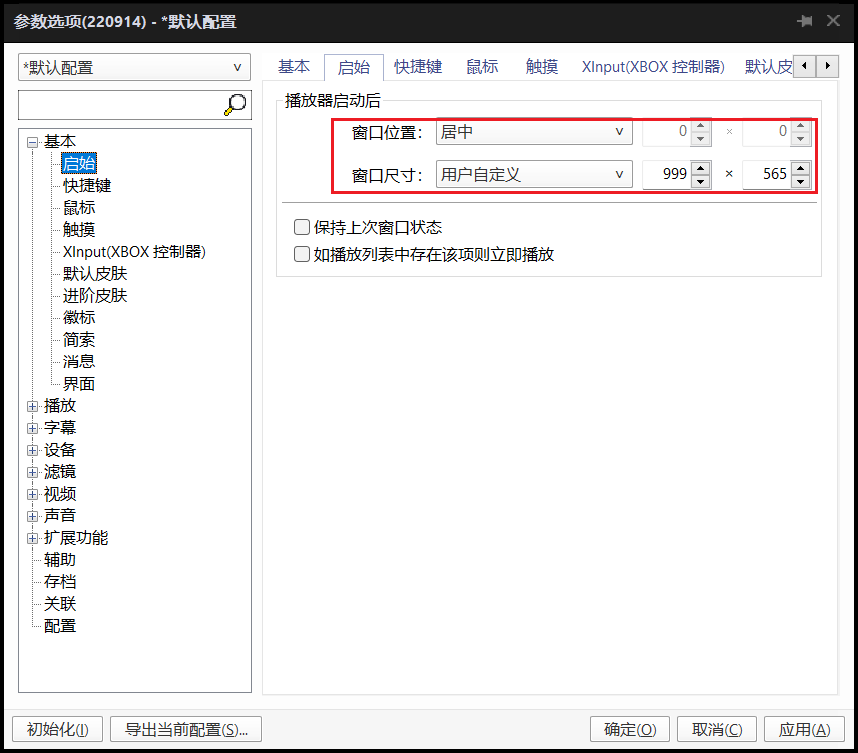 参数选项(220914) - *默认配置
*默认配置
基本
启始
快捷键
鼠标
触摸
XInput(XBOX 控制器)
默认皮肤
进阶皮肤
徽标
简索
消息
界面
播放
字幕
设备
滤镜
视频
声音
扩展功能
辅助
存档
关联
配置
基本 启始 快捷键 鼠标 触摸 XInput(XBOX 控制器) 默认皮
播放器启动后
窗口位置: 居中 0 × 0
窗口尺寸: 用户自定义 999 × 565
保持上次窗口状态
如播放列表中存在该项则立即播放
初始化(I) 导出当前配置(S)... 确定(O) 取消(C) 应用(A)